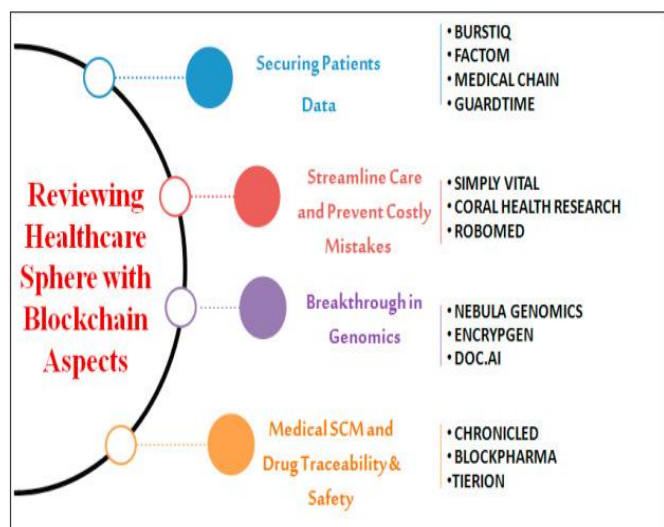 Reviewing
Healthcare
Sphere with
Blockchain
Aspects
Securing Patients
Data
• BURSTIQ
• FACTOM
• MEDICAL CHAIN
• GUARDTIME
Streamline Care
and Prevent Costly
Mistakes
• SIMPLY VITAL
• CORAL HEALTH RESEARCH
• ROBOMED
Breakthrough in
Genomics
• NEBULA GENOMICS
• ENCRYPGEN
• DOC.AI
Medical SCM and
Drug Traceability &
Safety
• CHRONICLED
• BLOCKPHARMA
• TIERION